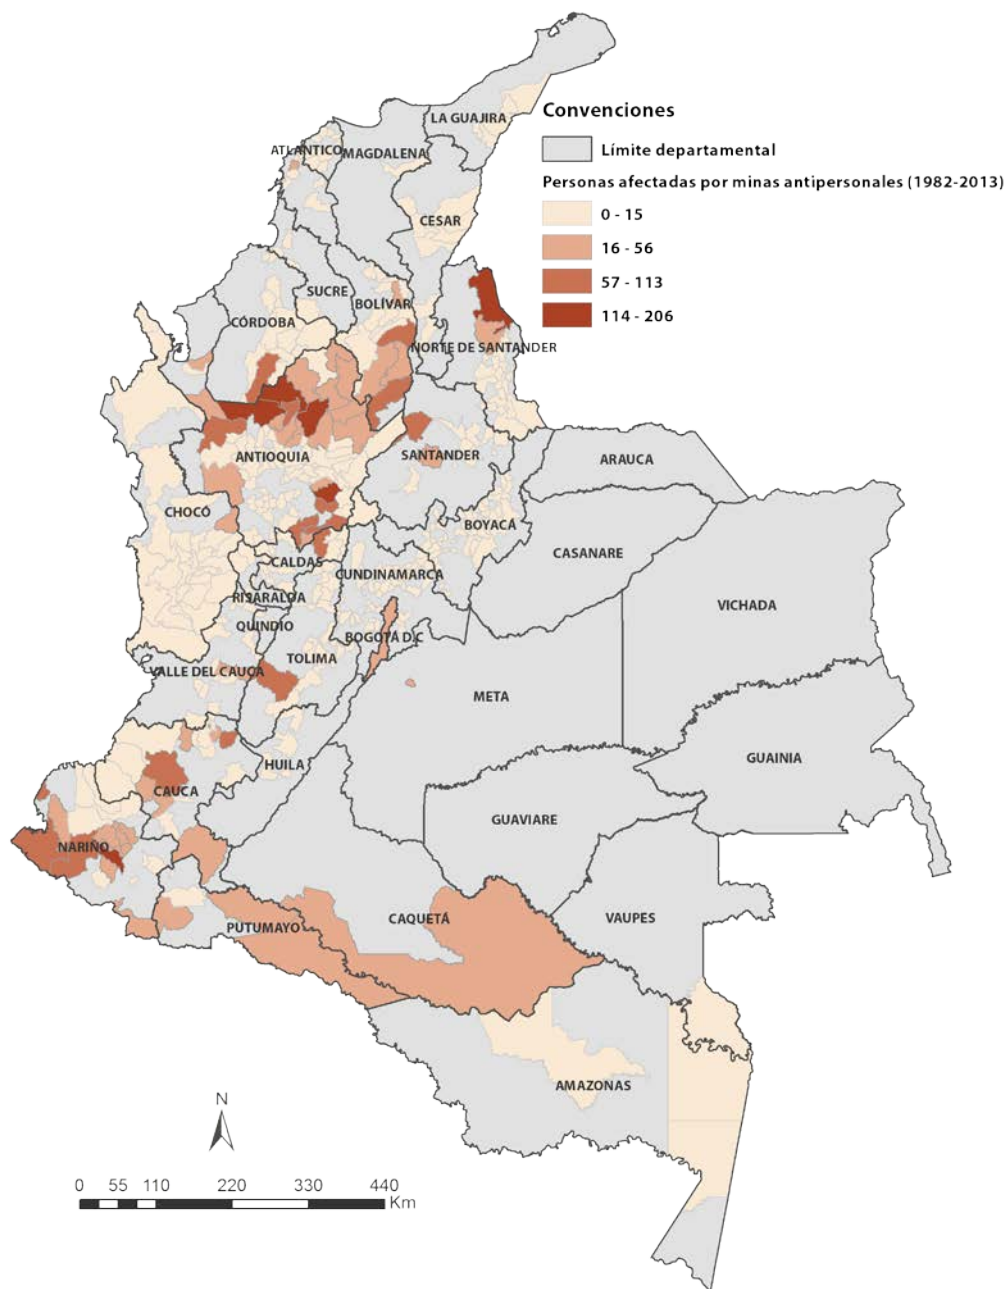 Convenciones
LA GUAJIRA
Límite departamental
ATLÁNTICO
MAGDALENA
Personas afectadas por minas antipersonales (1982-2013)
0 - 15
CESAR
16 - 56
57 - 113
SUCRE
BOLÍVAR
114 - 206
CÓRDOBA
NORTE DE SANTANDER
ANTIOQUIA
SANTANDER
ARAUCA
CHOCÓ
BOYACÁ
CASANARE
CALDAS
CUNDINAMARCA
RISARALDA
VICHADA
QUINDIO
BOGOTÁ D.C
TOLIMA
VALLE DEL CAUCA
META
GUAINIA
HUILA
CAUCA
GUAVIARE
NARIÑO
CAQUETÁ
VAUPES
PUTUMAYO
AMAZONAS
N
0 55 110 220 330 440
Km